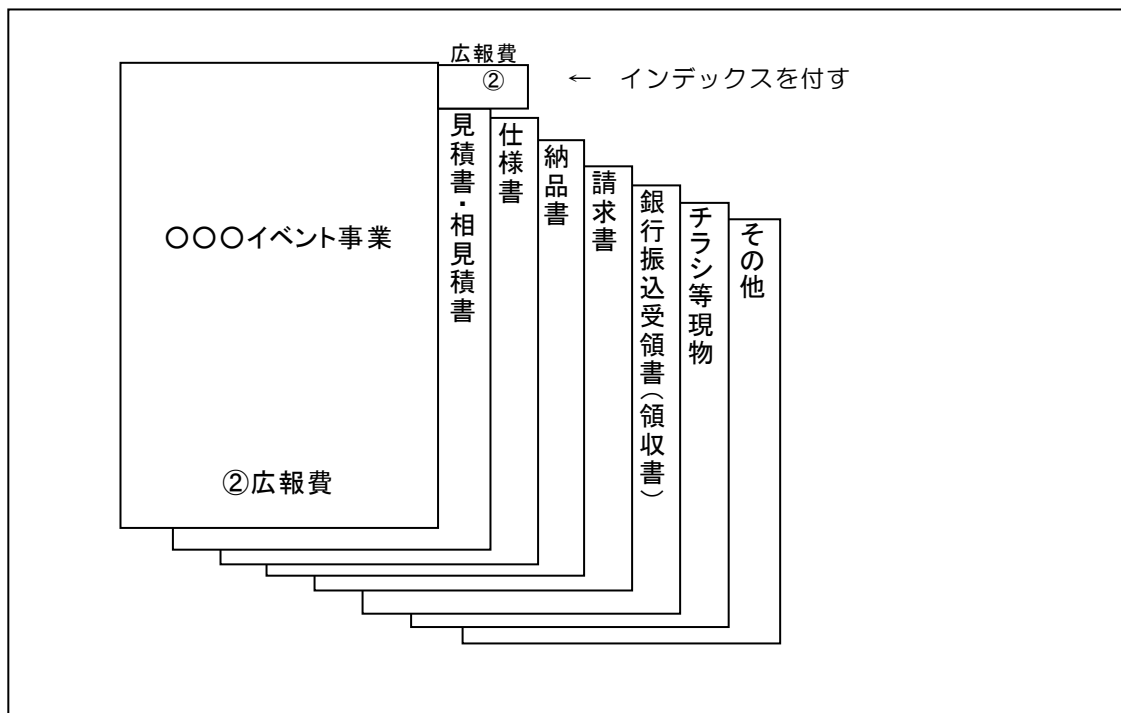 広報費
②
← インデックスを付す
見積書・相見積書
仕様書
納品書
請求書
銀行振込受領書(領収書)
チラシ等現物
その他
〇〇〇イベント事業
②広報費